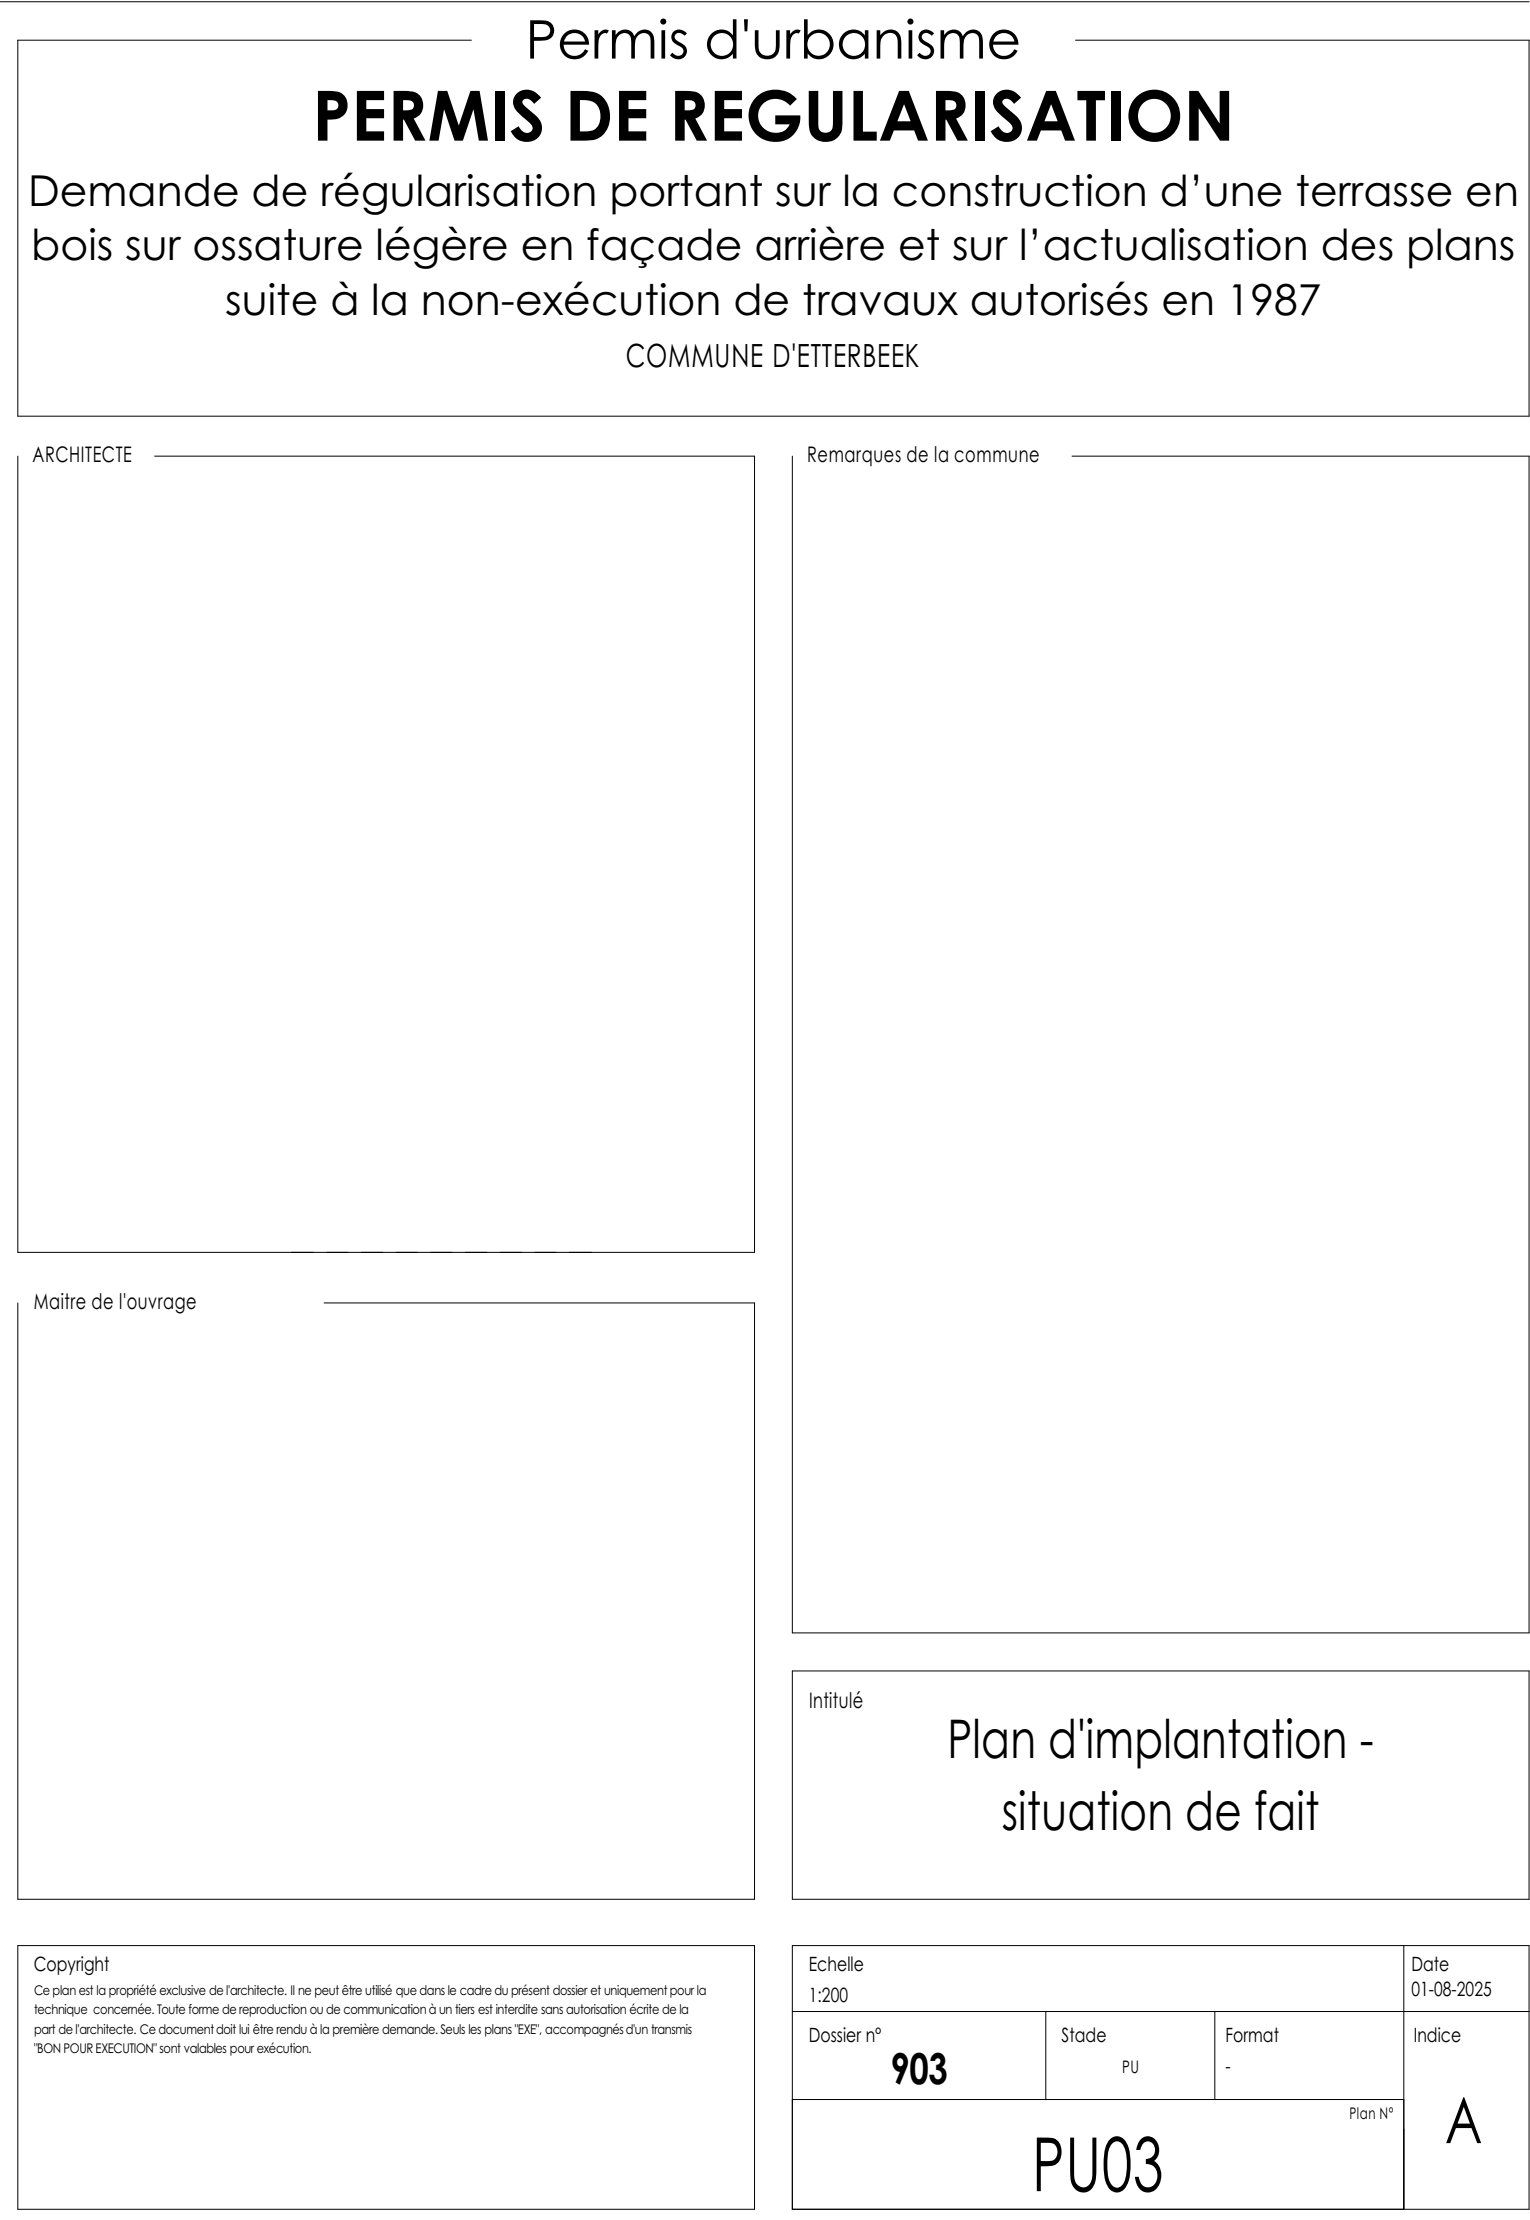 Permis d'urbanisme
PERMIS DE REGULARISATION
Demande de régularisation portant sur la construction d’une terrasse en
bois sur ossature légère en façade arrière et sur l’actualisation des plans
suite à la non-exécution de travaux autorisés en 1987
COMMUNE D'ETTERBEEK
ARCHITECTE
Remarques de la commune
Maitre de l'ouvrage
Intitulé
Plan d'implantation -
situation de fait
Copyright
Ce plan est la propriété exclusive de l'architecte. Il ne peut être utilisé que dans le cadre du présent dossier et uniquement pour la
technique concernée. Toute forme de reproduction ou de communication à un tiers est interdite sans autorisation écrite de la
part de l'architecte. Ce document doit lui être rendu à la première demande. Seuls les plans "EXE", accompagnés d'un transmis
"BON POUR EXECUTION" sont valables pour exécution.
Echelle
1:200
Date
01-08-2025
Dossier nº
903
Stade
PU
Format
-
Indice
A
Plan Nº
PU03